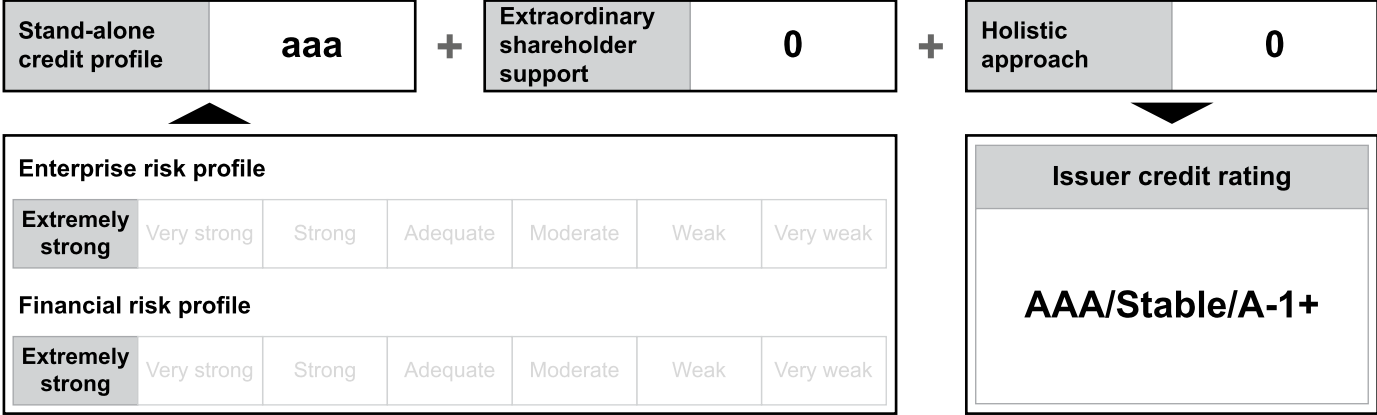 Stand-alone
credit profile
aaa
+
Extraordinary
shareholder
support
0
+
Holistic
approach
0
Enterprise risk profile
Extremely
strong
Very strong
Strong
Adequate
Moderate
Weak
Very weak
Financial risk profile
Extremely
strong
Very strong
Strong
Adequate
Moderate
Weak
Very weak
Issuer credit rating
AAA/Stable/A-1+